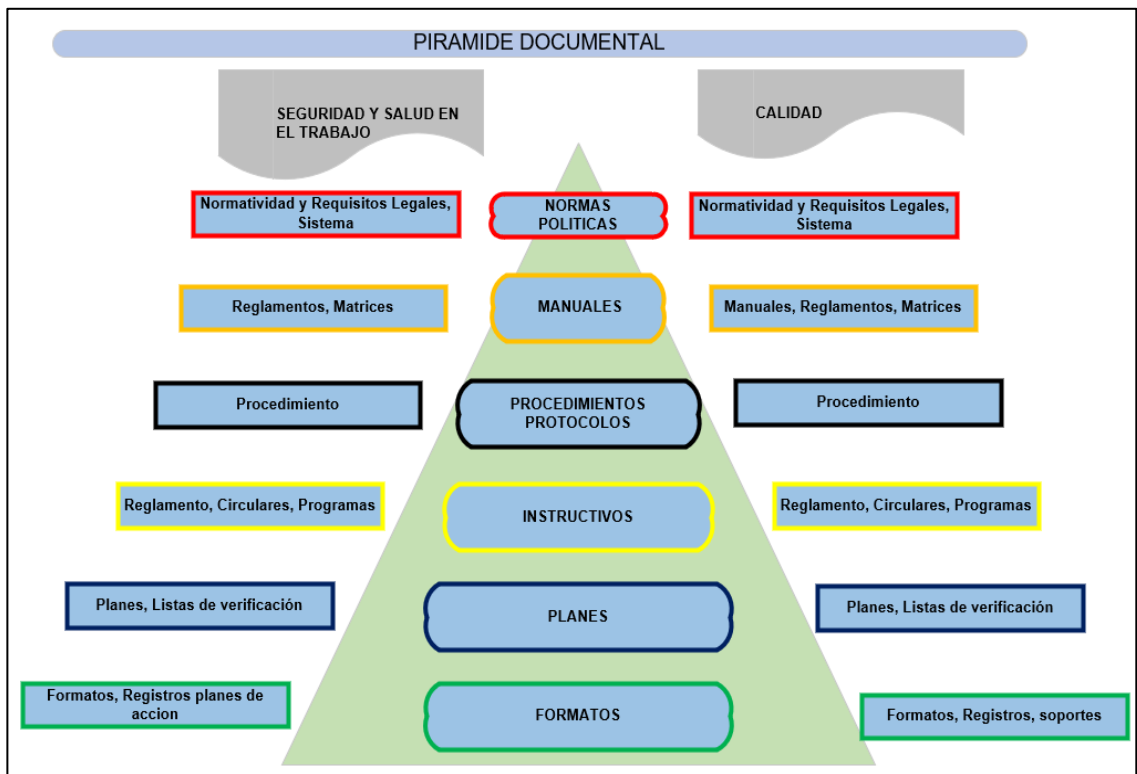 PIRAMIDE DOCUMENTAL
SEGURIDAD Y SALUD EN
EL TRABAJO
CALIDAD
Normatividad y Requisitos Legales,
Sistema
NORMAS
POLITICAS
Normatividad y Requisitos Legales,
Sistema
Reglamentos, Matrices
MANUALES
Manuales, Reglamentos, Matrices
Procedimiento
PROCEDIMIENTOS
PROTOCOLOS
Procedimiento
Reglamento, Circulares, Programas
INSTRUCTIVOS
Reglamento, Circulares, Programas
Planes, Listas de verificación
PLANES
Planes, Listas de verificación
Formatos, Registros planes de
accion
FORMATOS
Formatos, Registros, soportes